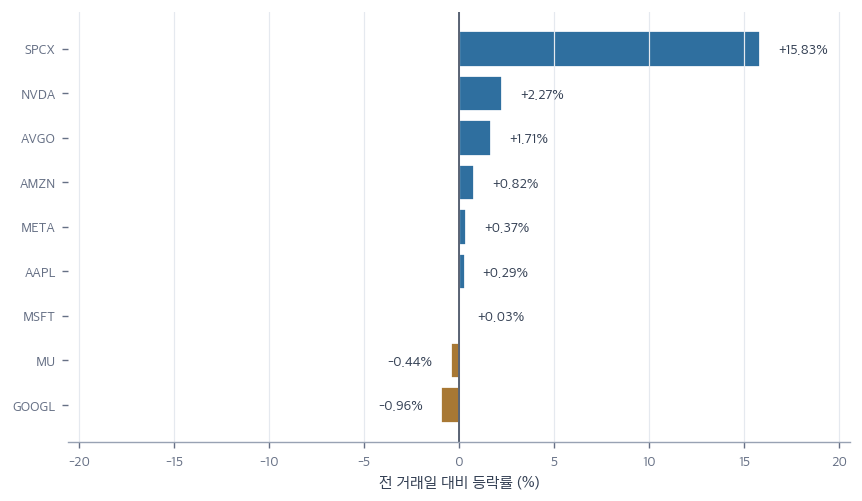 SPCX +15.83%
NVDA +2.27%
AVGO +1.71%
AMZN +0.82%
META +0.37%
AAPL +0.29%
MSFT +0.03%
MU −0.44%
GOOGL −0.96%
−20 −15 −10 −5 0 5 10 15 20
전 거래일 대비 등락률 (%)